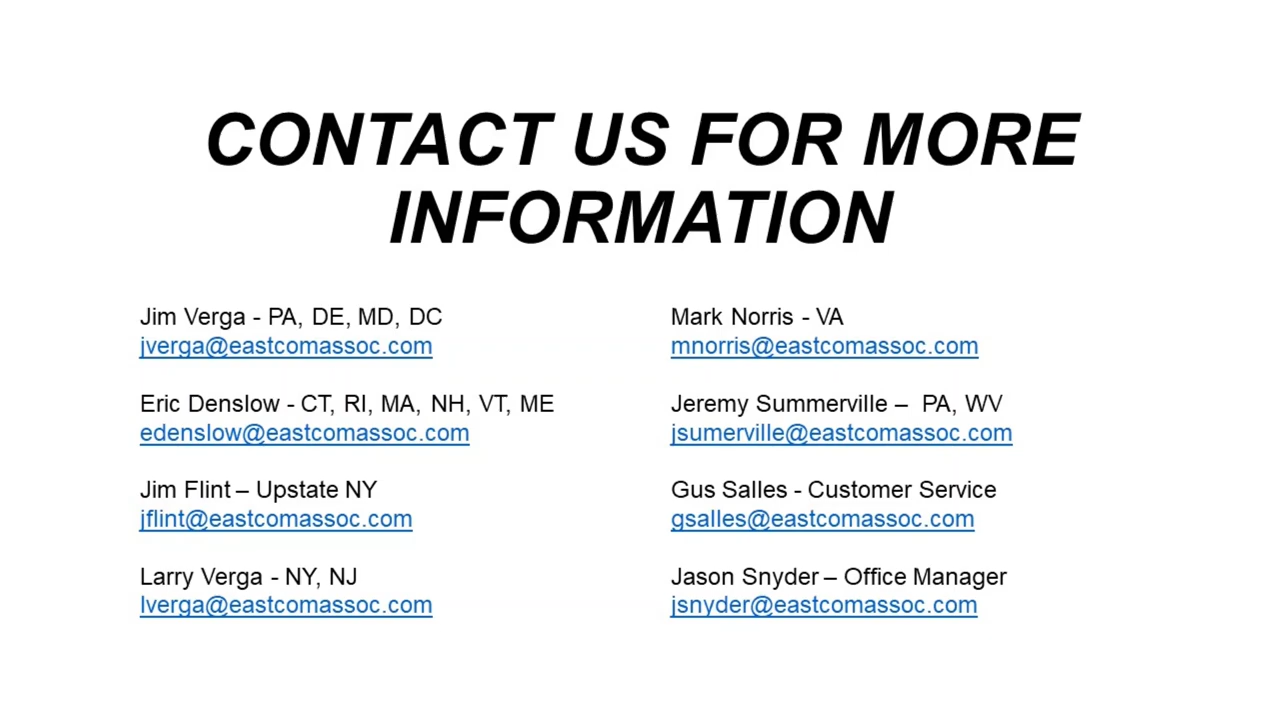 CONTACT US FOR MORE
INFORMATION
Jim Verga - PA, DE, MD, DC
jverga@eastcomassoc.com
Eric Denslow - CT, RI, MA, NH, VT, ME
edenslow@eastcomassoc.com
Jim Flint – Upstate NY
jflint@eastcomassoc.com
Larry Verga - NY, NJ
lverga@eastcomassoc.com
Mark Norris - VA
mnorris@eastcomassoc.com
Jeremy Summerville – PA, WV
jsumerville@eastcomassoc.com
Gus Salles - Customer Service
gsalles@eastcomassoc.com
Jason Snyder – Office Manager
jsnyder@eastcomassoc.com